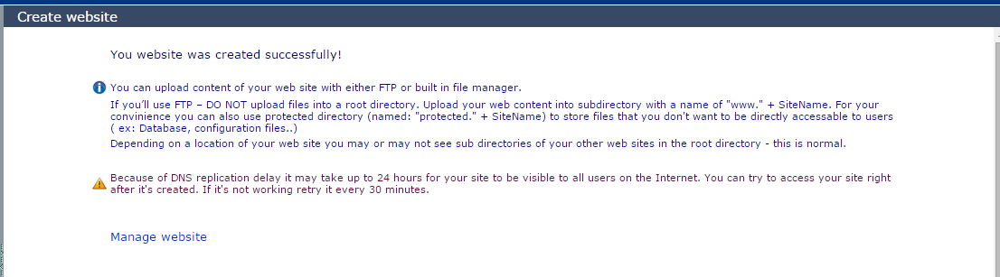 Create website
You website was created successfully!
You can upload content of your web site with either FTP or built in file manager.
If you'll use FTP – DO NOT upload files into a root directory. Upload your web content into subdirectory with a name of "www." + SiteName. For your
convinience you can also use protected directory (named: "protected." + SiteName) to store files that you don't want to be directly accessable to users
( ex: Database, configuration files..)
Depending on a location of your web site you may or may not see sub directories of your other web sites in the root directory - this is normal.
Because of DNS replication delay it may take up to 24 hours for your site to be visible to all users on the Internet. You can try to access your site right
after it's created. If it's not working retry it every 30 minutes.
Manage website